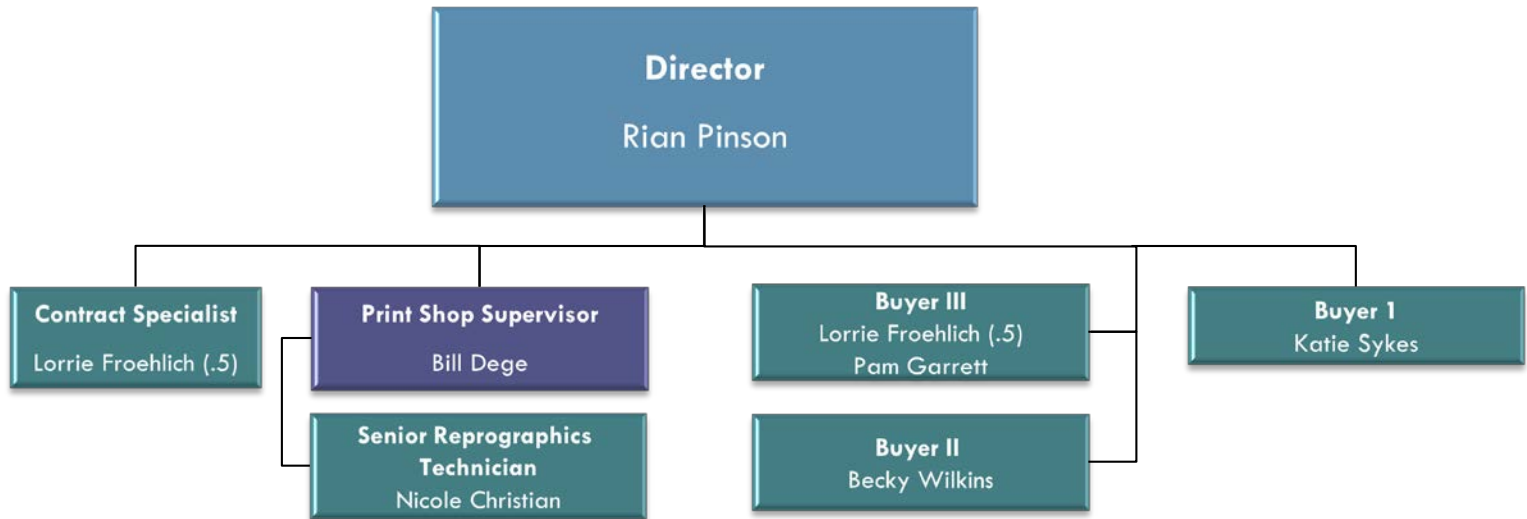 Director
Rian Pinson
Contract Specialist
Lorrie Froehlich (.5)
Print Shop Supervisor
Bill Dege
Senior Reprographics
Technician
Nicole Christian
Buyer III
Lorrie Froehlich (.5)
Pam Garrett
Buyer II
Becky Wilkins
Buyer 1
Katie Sykes